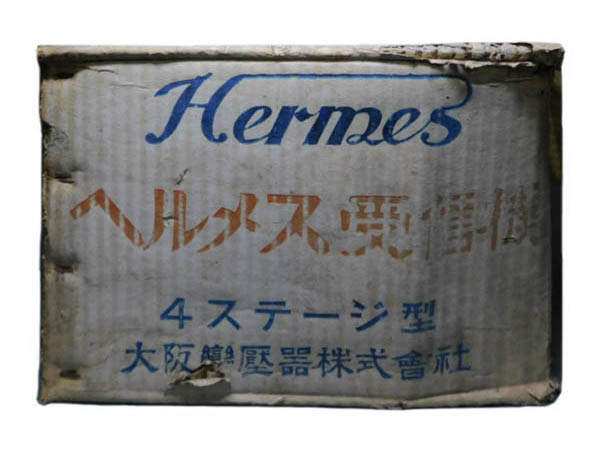 Hermes
ヘルメス受信機
4ステージ型
大阪變壓器株式會社